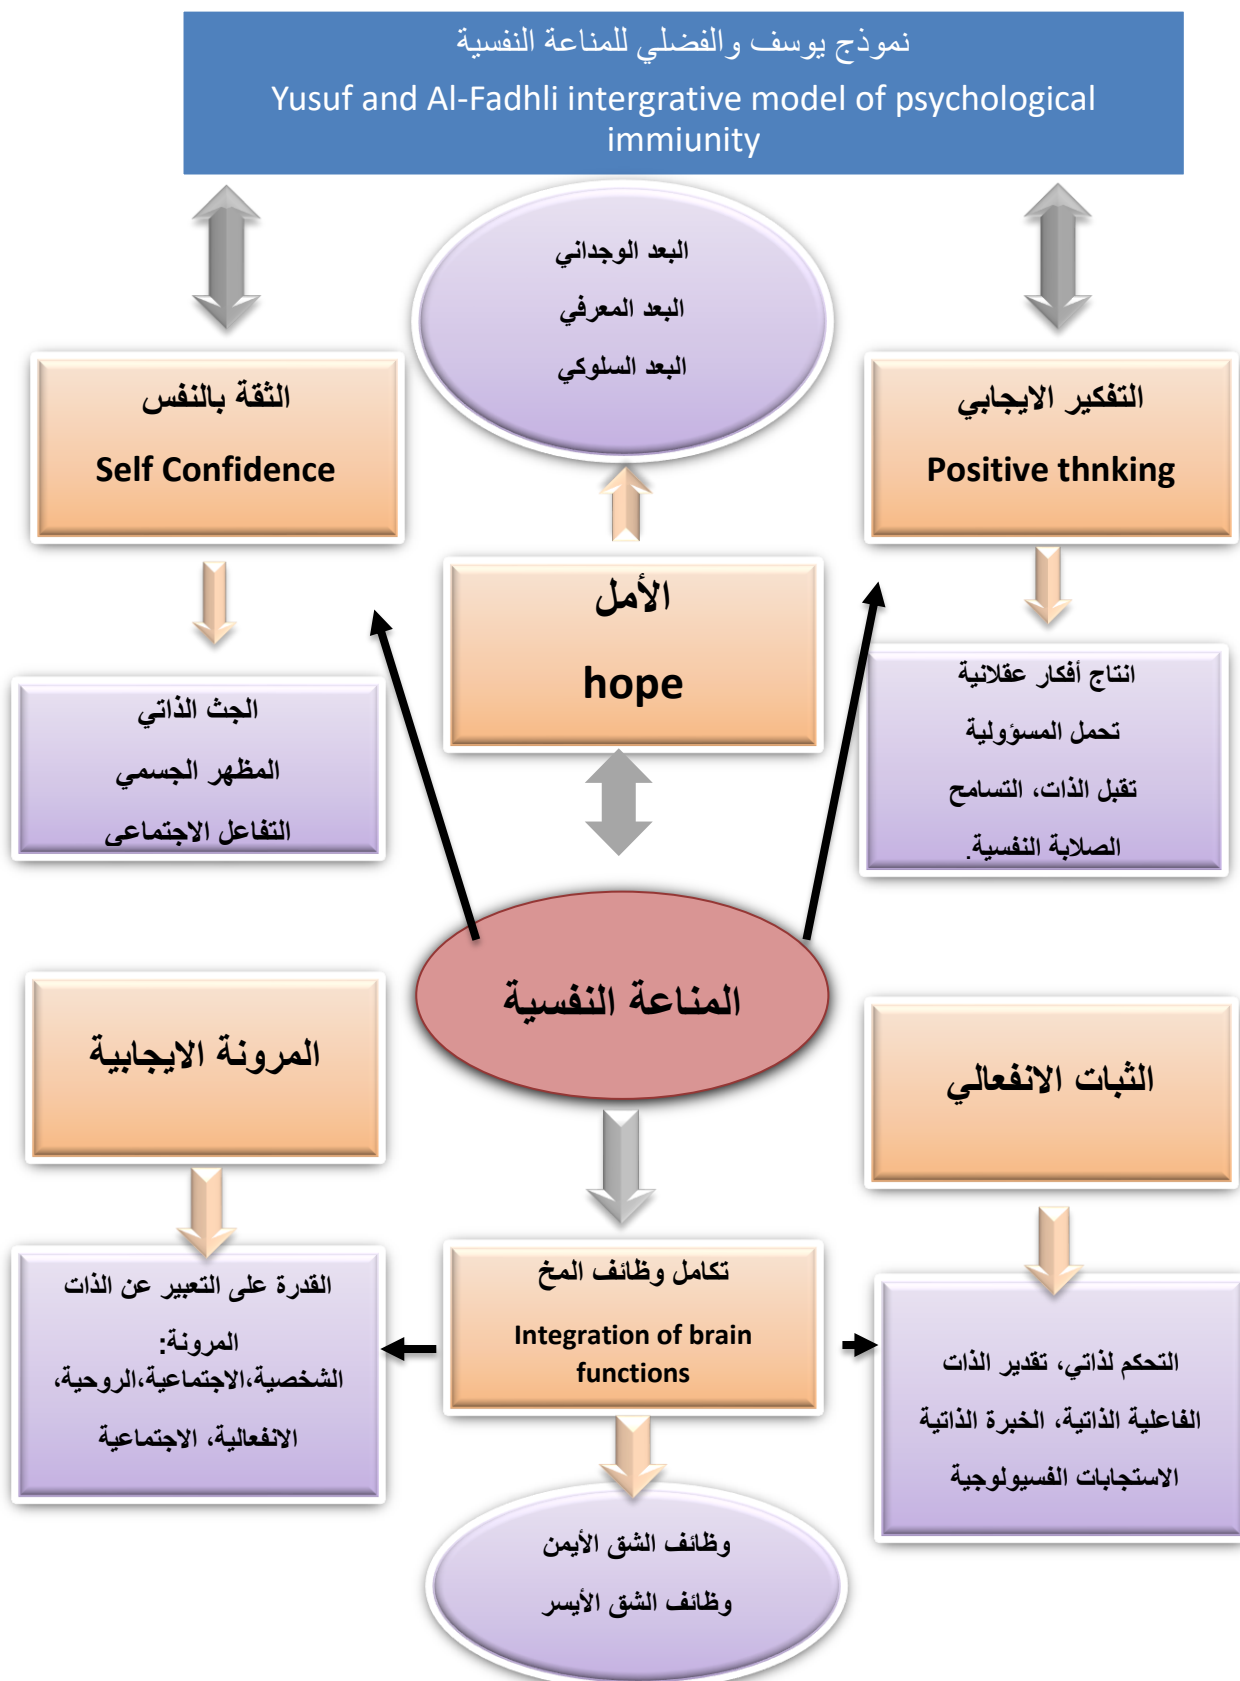 نموذج يوسف والفضلي للمناعة النفسية
Yusuf and Al-Fadhli intergrative model of psychological
immiunity
البعد الوجداني
البعد المعرفي
البعد السلوكي
التفكير الايجابي
Positive thnking
الثقة بالنفس
Self Confidence
الأمل
hope
انتاج أفكار عقلانية
تحمل المسؤولية
تقبل الذات، التسامح
الصلابة النفسية.
الجث الذاتي
المظهر الجسمي
التفاعل الاجتماعي
المناعة النفسية
الثبات الانفعالي
المرونة الايجابية
تكامل وظائف المخ
Integration of brain
functions
التحكم لذاتي، تقدير الذات
الفاعلية الذاتية، الخبرة الذاتية
الاستجابات الفسيولوجية
القدرة على التعبير عن الذات
المرونة:
الشخصية،الاجتماعية،الروحية،
الانفعالية، الاجتماعية
وظائف الشق الأيمن
وظائف الشق الأيسر